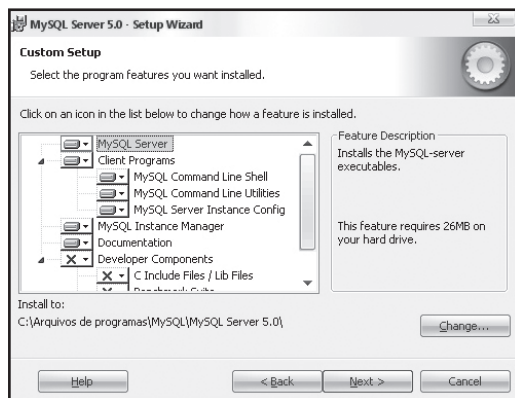 MySQL Server 5.0 - Setup Wizard
Custom Setup
Select the program features you want installed.
Click on an icon in the list below to change how a feature is installed.
MySQL Server
Client Programs
MySQL Command Line Shell
MySQL Command Line Utilities
MySQL Server Instance Config
MySQL Instance Manager
Documentation
Developer Components
C Include Files / Lib Files
Benchmark Suite
Feature Description
Installs the MySQL-server
executables.
This feature requires 26MB on
your hard drive.
Install to:
C:\Arquivos de programas\MySQL\MySQL Server 5.0\
Change...
Help
< Back
Next >
Cancel